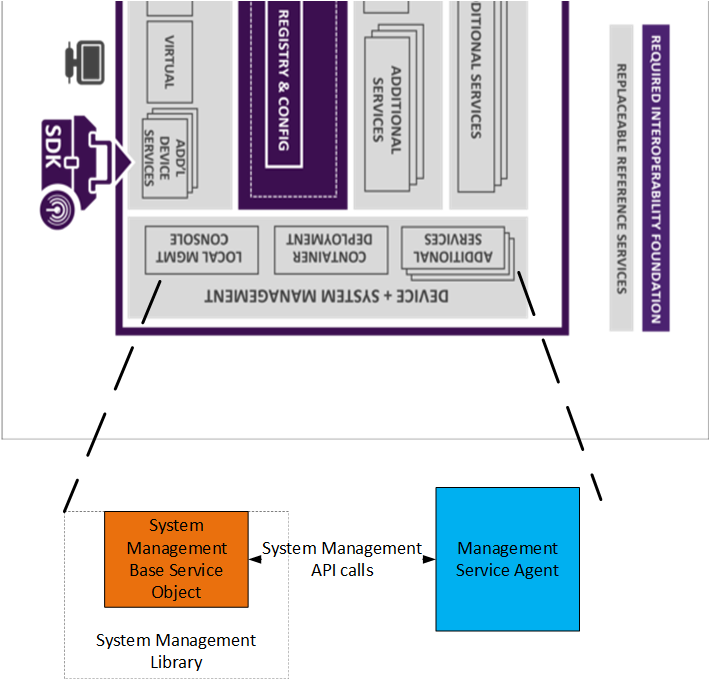 VIRTUAL
ADD'L
DEVICE
SERVICES
SDK
REGISTRY & CONFIG
ADDITIONAL
SERVICES
DITIONAL SERVICES
REPLACEABLE REFERENCE SERVICES
REQUIRED INTEROPERABILITY FOUNDATION
LOCAL MGMT
CONSOLE
CONTAINER
DEPLOYMENT
ADDITIONAL
SERVICES
DEVICE + SYSTEM MANAGEMENT
System
Management
Base Service
Object
System Management
API calls
Management
Service Agent
System Management
Library